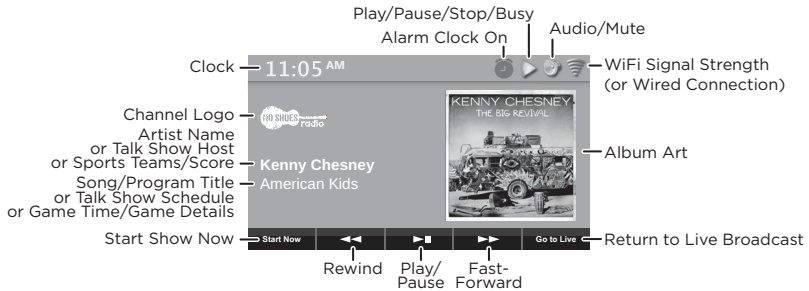 Play/Pause/Stop/Busy
Alarm Clock On
Audio/Mute
Clock
11:05 AM
WiFi Signal Strength
(or Wired Connection)
Channel Logo
NO SHOES
radio
KENNY CHESNEY
THE BIG REVIVAL
Artist Name
or Talk Show Host
or Sports Teams/Score
Kenny Chesney
Album Art
Song/Program Title
or Talk Show Schedule
or Game Time/Game Details
American Kids
Start Show Now
Start Now
Go to Live
Return to Live Broadcast
Rewind
Play/
Pause
Fast-
Forward